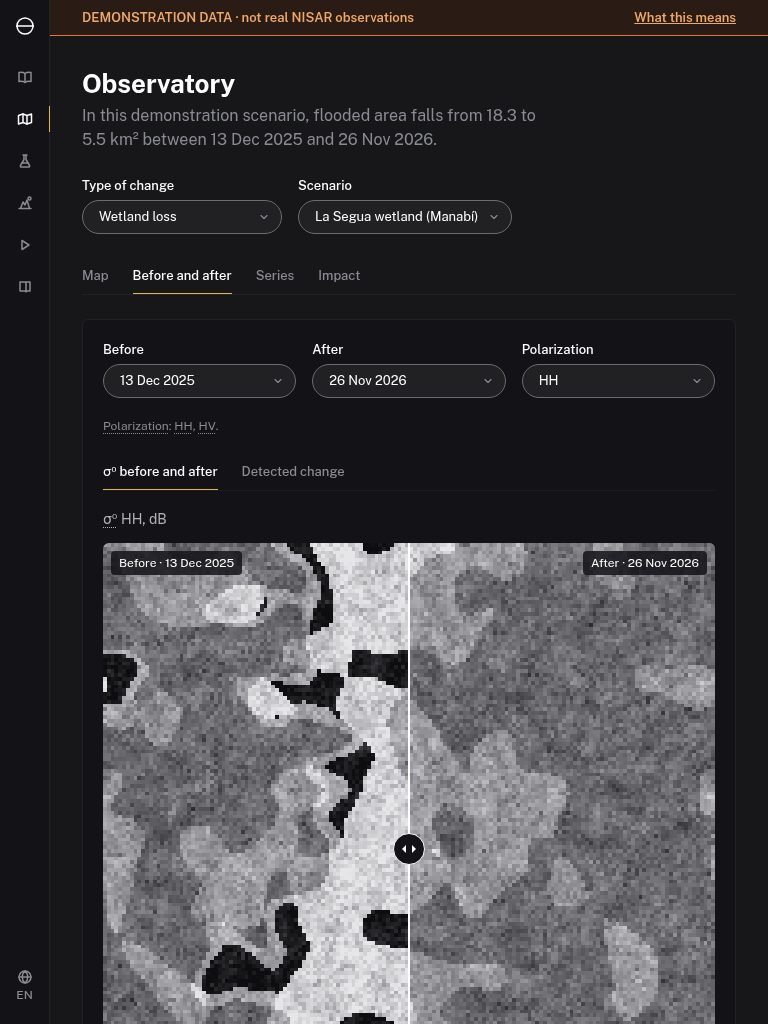 DEMONSTRATION DATA · not real NISAR observations
What this means
Observatory
In this demonstration scenario, flooded area falls from 18.3 to
5.5 km² between 13 Dec 2025 and 26 Nov 2026.
Type of change
Scenario
Wetland loss
La Segua wetland (Manabí)
Map
Before and after
Series
Impact
Before
After
Polarization
13 Dec 2025
26 Nov 2026
HH
Polarization: HH, HV.
σ⁰ before and after
Detected change
σ⁰ HH, dB
Before · 13 Dec 2025
After · 26 Nov 2026
EN